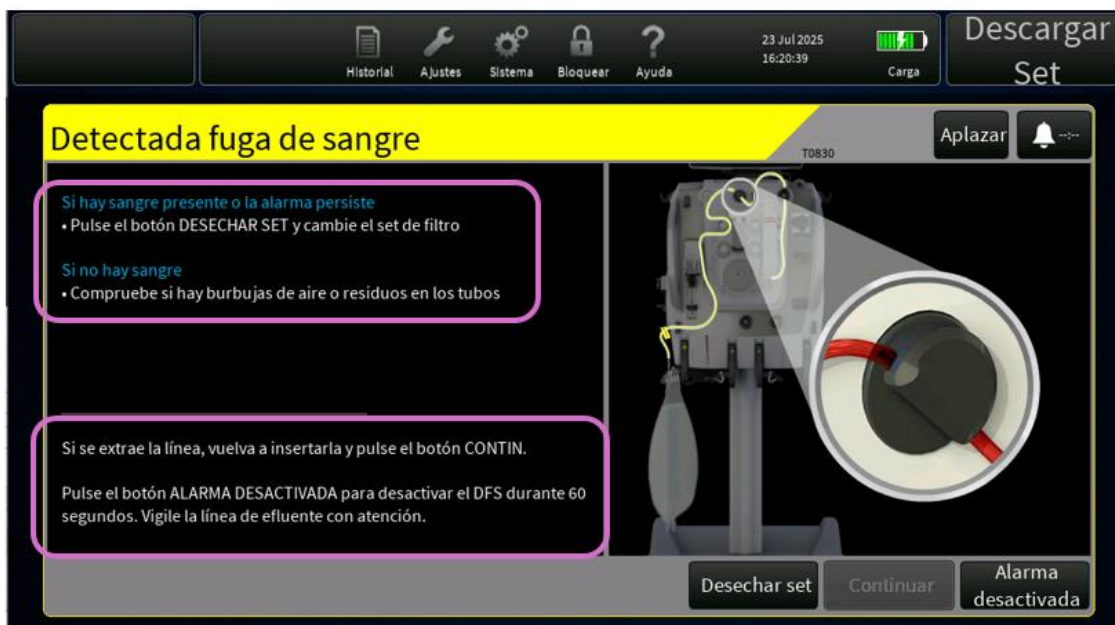 Historial
Ajustes
Sistema
Bloquear
Ayuda
23 Jul 2025
16:20:39
Carga
Descargar
Set
Detectada fuga de sangre
T0830
Aplazar
--:--
Si hay sangre presente o la alarma persiste
• Pulse el botón DESECHAR SET y cambie el set de filtro
Si no hay sangre
• Compruebe si hay burbujas de aire o residuos en los tubos
Si se extrae la línea, vuelva a insertarla y pulse el botón CONTIN.
Pulse el botón ALARMA DESACTIVADA para desactivar el DFS durante 60
segundos. Vigile la línea de efluente con atención.
Desechar set
Continuar
Alarma
desactivada